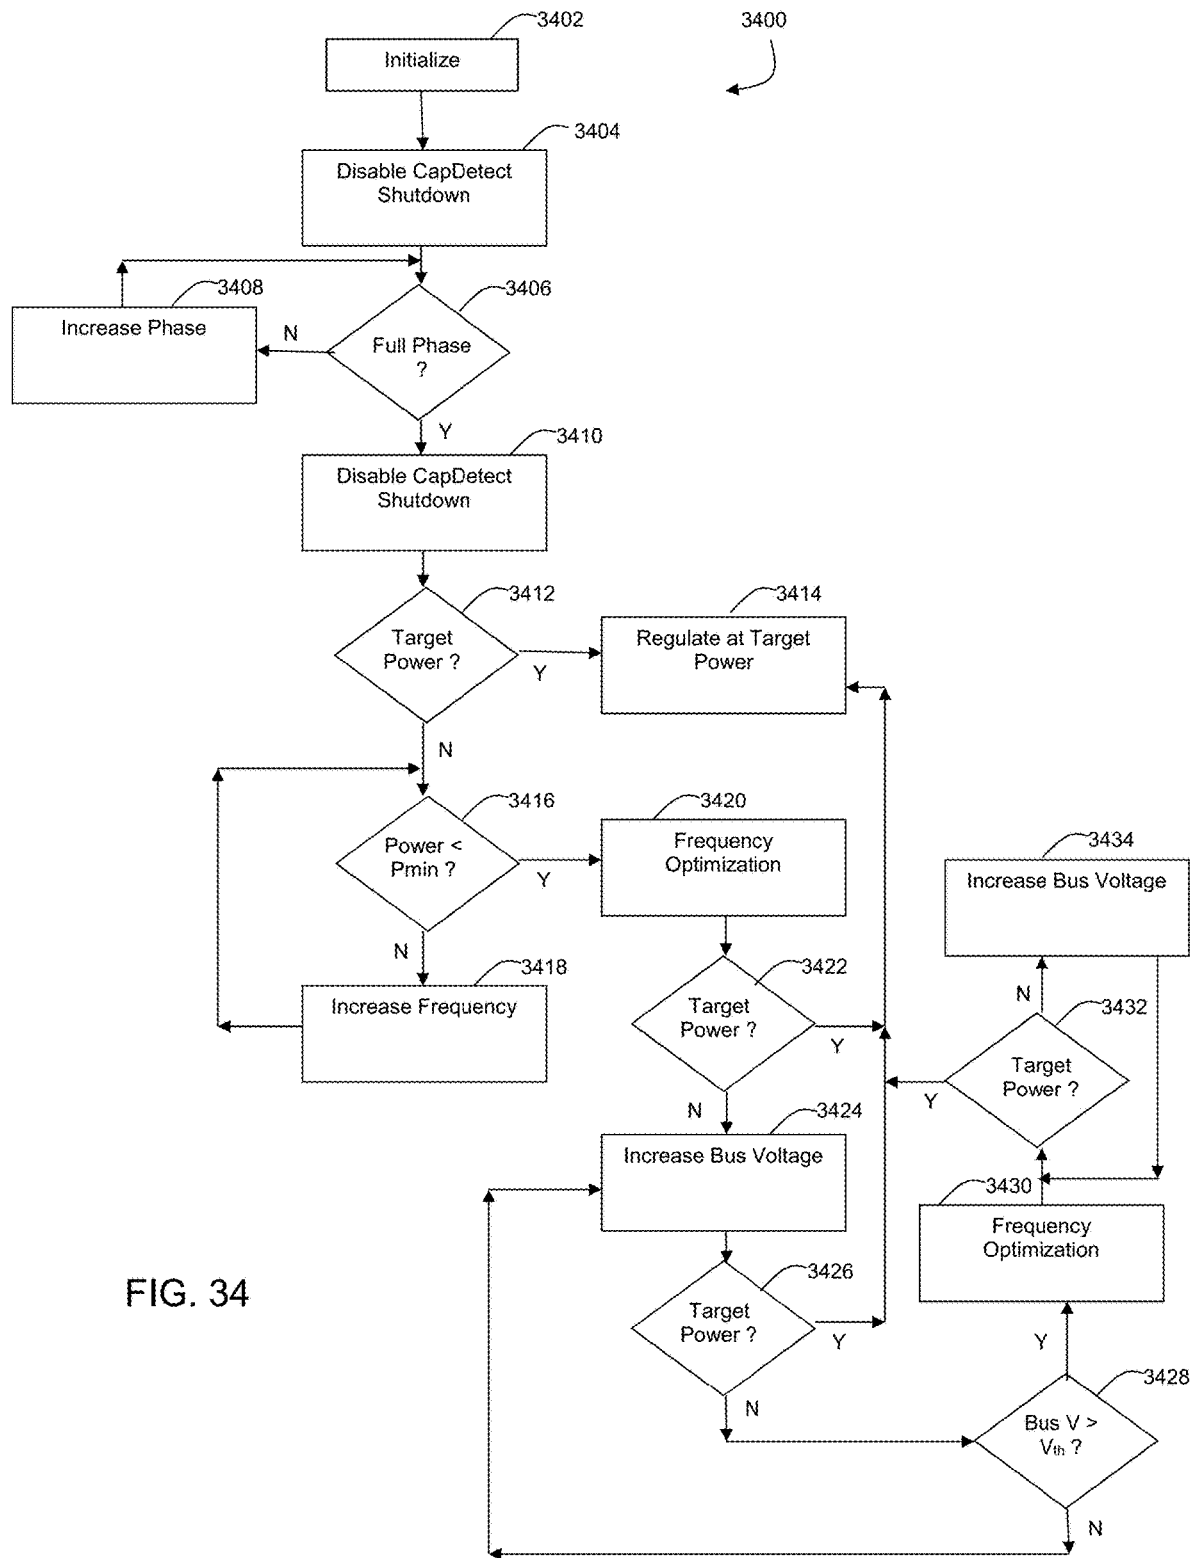 3402
3400
Initialize
3404
Disable CapDetect
Shutdown
3408
3406
Increase Phase
N
Full Phase
?
Y
3410
Disable CapDetect
Shutdown
3412
3414
Target
Power ?
Y
Regulate at Target
Power
N
3416
3420
Power <
Pmin ?
Y
Frequency
Optimization
3434
Increase Bus Voltage
N
3418
Increase Frequency
3422
Target
Power ?
Y
N
3432
Target
Power ?
Y
N
3424
Increase Bus Voltage
3430
Frequency
Optimization
3426
Target
Power ?
Y
FIG. 34
Y
3428
N
Bus V >
Vth ?
N